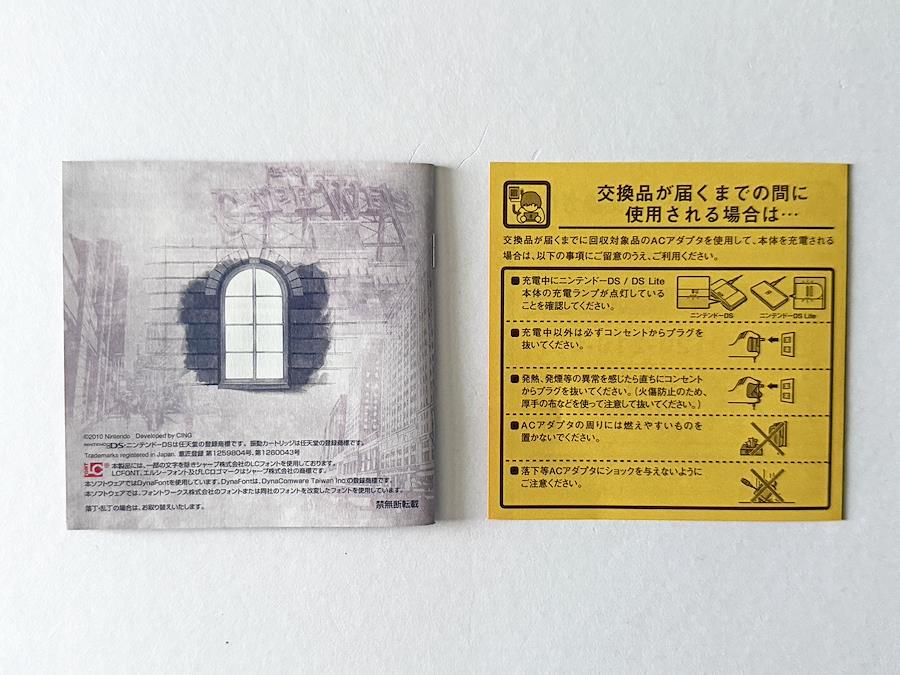 ©2010 Nintendo Developed by CING
NINTENDO DS・ニンテンドーDSは任天堂の登録商標です。振動カートリッジは任天堂の登録商標です。
Trademarks registered in Japan. 意匠登録 第1259804号, 第1260043号
LC
本製品には、一部の文字を除きシャープ株式会社のLCフォントを使用しております。
LCFONT、エルシーフォント及びLCロゴマークはシャープ株式会社の商標です。
本ソフトウェアではDynaFontを使用しています。DynaFontは、DynaComware Taiwan Inc.の登録商標です。
本ソフトウェアでは、フォントワークス株式会社のフォントまたは同社のフォントを改変したフォントを使用しています。
落丁・乱丁の場合は、お取り替えいたします。
禁無断転載
交換品が届くまでの間に
使用される場合は…
交換品が届くまでに回収対象品のACアダプタを使用して、本体を充電される
場合は、以下の事項にご留意のうえ、ご利用ください。
■充電中にニンテンドーDS / DS Lite
本体の充電ランプが点灯している
ことを確認してください。
ニンテンドーDS
ニンテンドーDS Lite
■充電中以外は必ずコンセントからプラグを
抜いてください。
■発熱、発煙等の異常を感じたら直ちにコンセント
からプラグを抜いてください。(火傷防止のため、
厚手の布などを使って注意して抜いてください。)
■ACアダプタの周りには燃えやすいものを
置かないでください。
■落下等ACアダプタにショックを与えないように
ご注意ください。